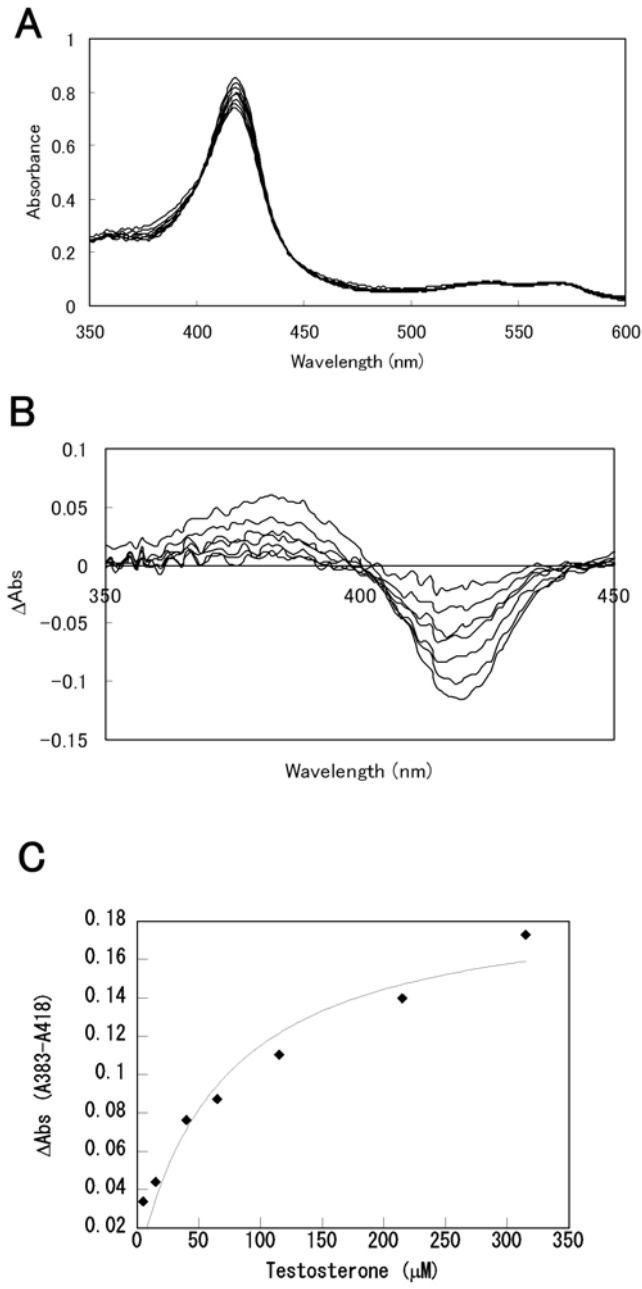 A
1
0.8
0.6
0.4
0.2
0
Absorbance
350 400 450 500 550 600
Wavelength (nm)
B
0.1
0.05
0
-0.05
-0.1
-0.15
ΔAbs
350 400 450
Wavelength (nm)
C
0.18
0.16
0.14
0.12
0.1
0.08
0.06
0.04
0.02
ΔAbs (A383-A418)
0 50 100 150 200 250 300 350
Testosterone (μM)